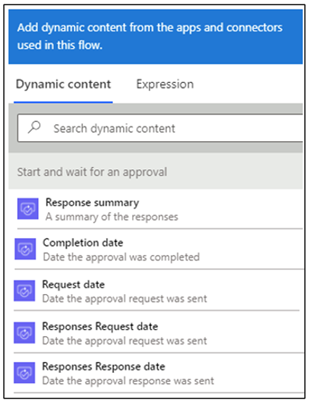 Add dynamic content from the apps and connectors
used in this flow.
Dynamic content Expression
Search dynamic content
Start and wait for an approval
Response summary
A summary of the responses
Completion date
Date the approval was completed
Request date
Date the approval request was sent
Responses Request date
Date the approval request was sent
Responses Response date
Date the approval response was sent